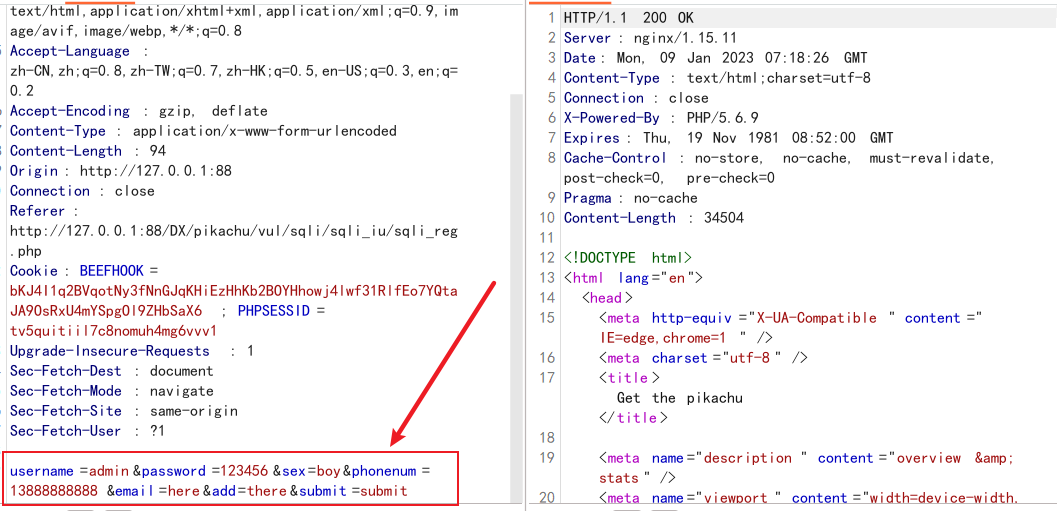 text/html,application/xhtml+xml,application/xml;q=0.9,im
age/avif,image/webp,*/*;q=0.8
Accept-Language :
zh-CN,zh;q=0.8,zh-TW;q=0.7,zh-HK;q=0.5,en-US;q=0.3,en;q=
0.2
Accept-Encoding : gzip, deflate
Content-Type : application/x-www-form-urlencoded
Content-Length : 94
Origin : http://127.0.0.1:88
Connection : close
Referer :
http://127.0.0.1:88/DX/pikachu/vul/sqli/sqli_iu/sqli_reg
.php
Cookie : BEEFHOOK =
bKJ4l1q2BVqotNy3fNnGJqKHiEzHhKb2BOYHhowj4lwf31RlfEo7YQta
JA9OsRxU4mYSpgOl9ZHbSaX6 ; PHPSESSID =
tv5quitiil7c8nomuh4mg6vvv1
Upgrade-Insecure-Requests : 1
Sec-Fetch-Dest : document
Sec-Fetch-Mode : navigate
Sec-Fetch-Site : same-origin
Sec-Fetch-User : ?1
username =admin &password =123456 &sex=boy&phonenum =
13888888888 &email =here &add=there &submit =submit
1 HTTP/1.1 200 OK
2 Server : nginx/1.15.11
3 Date : Mon, 09 Jan 2023 07:18:26 GMT
4 Content-Type : text/html;charset=utf-8
5 Connection : close
6 X-Powered-By : PHP/5.6.9
7 Expires : Thu, 19 Nov 1981 08:52:00 GMT
8 Cache-Control : no-store, no-cache, must-revalidate,
post-check=0, pre-check=0
9 Pragma : no-cache
10 Content-Length : 34504
11
12 <!DOCTYPE html>
13 <html lang="en">
14 <head>
15 <meta http-equiv ="X-UA-Compatible " content ="
IE=edge,chrome=1 " />
16 <meta charset ="utf-8 " />
17 <title>
Get the pikachu
</title>
18
19 <meta name="description " content ="overview &amp;
stats " />
20 <meta name="viewport " content ="width=device-width,